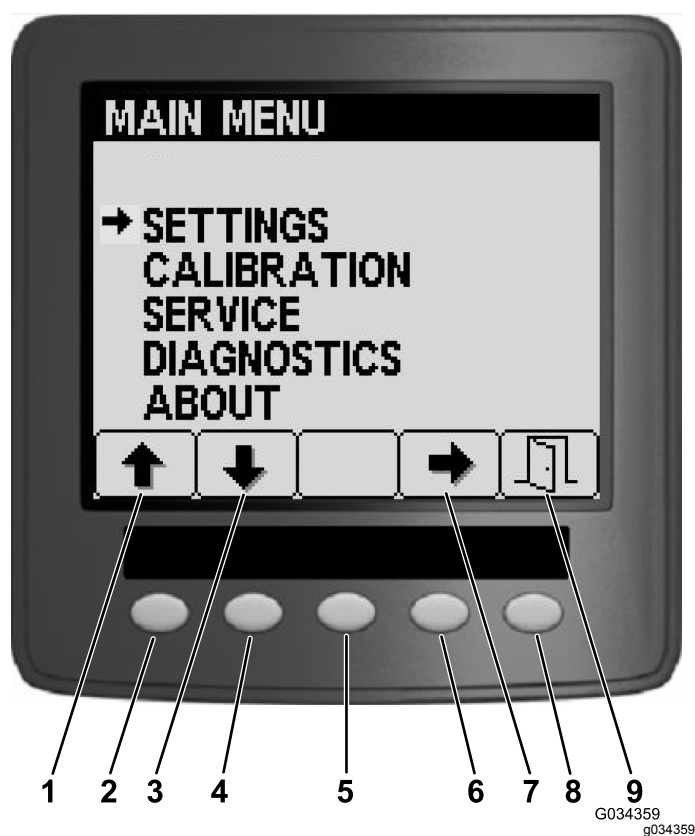 MAIN MENU
SETTINGS
CALIBRATION
SERVICE
DIAGNOSTICS
ABOUT
1 2 3 4 5 6 7 8 9
G034359
g034359